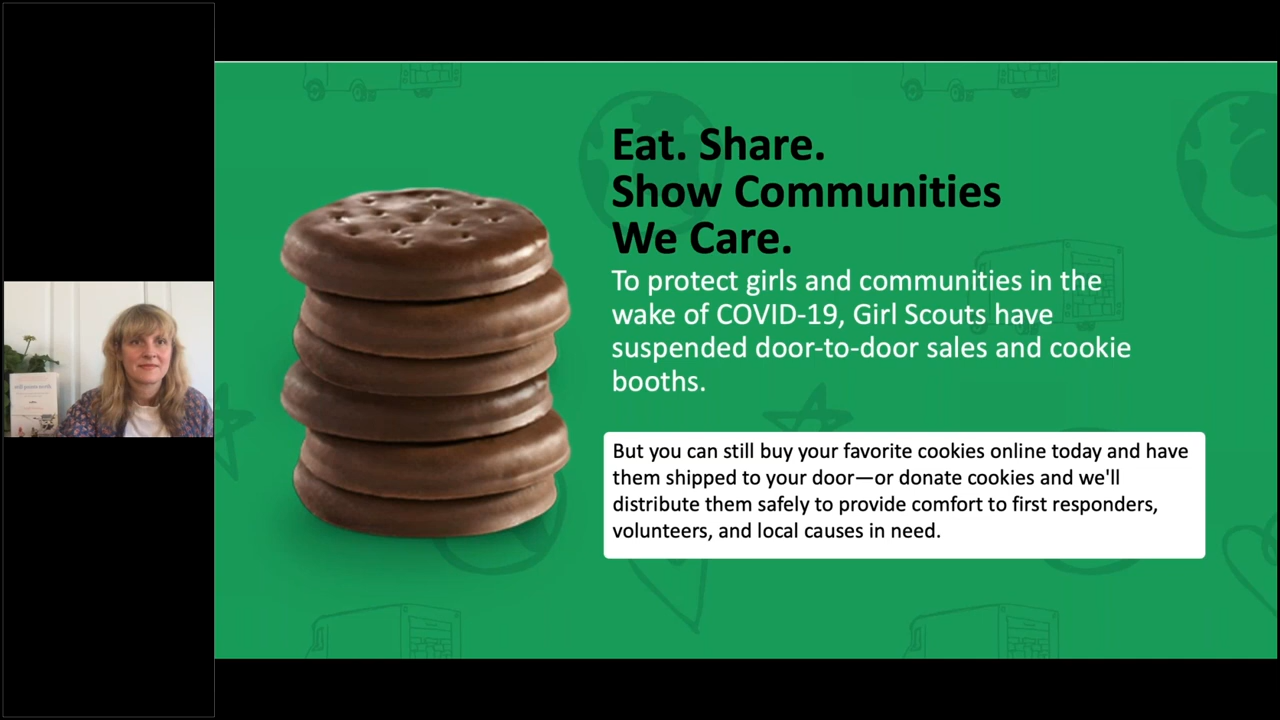 Eat. Share.
Show Communities
We Care.
To protect girls and communities in the
wake of COVID-19, Girl Scouts have
suspended door-to-door sales and cookie
booths.
But you can still buy your favorite cookies online today and have
them shipped to your door—or donate cookies and we'll
distribute them safely to provide comfort to first responders,
volunteers, and local causes in need.